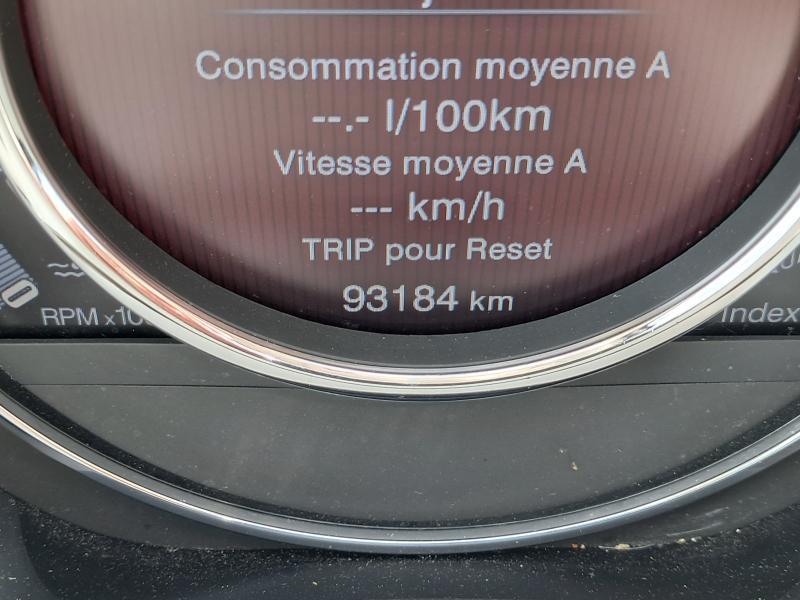 Consommation moyenne A
--.- l/100km
Vitesse moyenne A
--- km/h
TRIP pour Reset
93184 km
RPM x10
Index